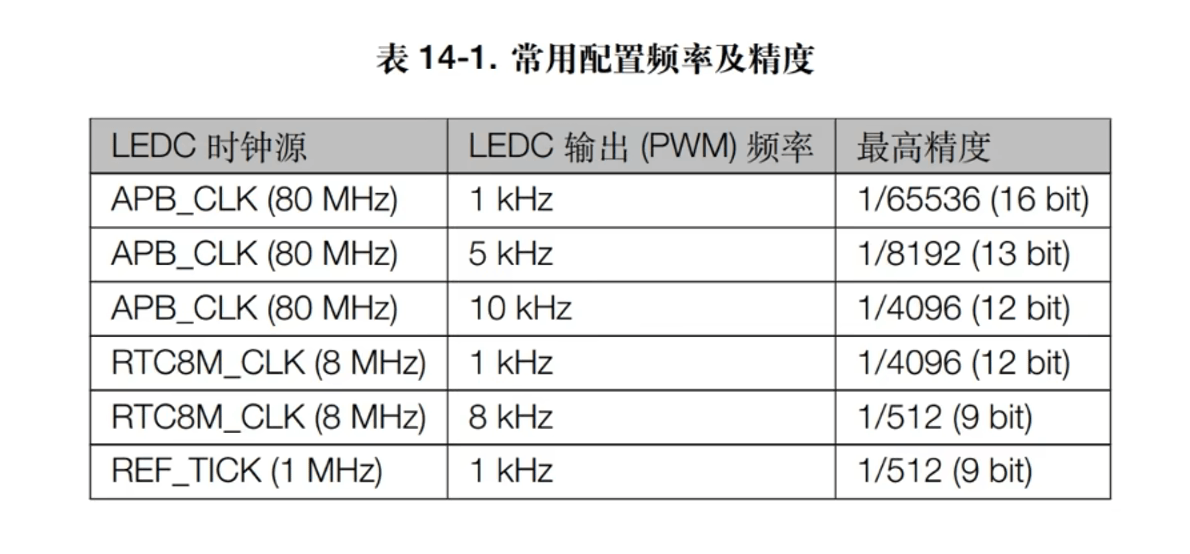 表 14-1. 常用配置频率及精度
LEDC 时钟源 LEDC 输出 (PWM) 频率 最高精度
APB_CLK (80 MHz) 1 kHz 1/65536 (16 bit)
APB_CLK (80 MHz) 5 kHz 1/8192 (13 bit)
APB_CLK (80 MHz) 10 kHz 1/4096 (12 bit)
RTC8M_CLK (8 MHz) 1 kHz 1/4096 (12 bit)
RTC8M_CLK (8 MHz) 8 kHz 1/512 (9 bit)
REF_TICK (1 MHz) 1 kHz 1/512 (9 bit)